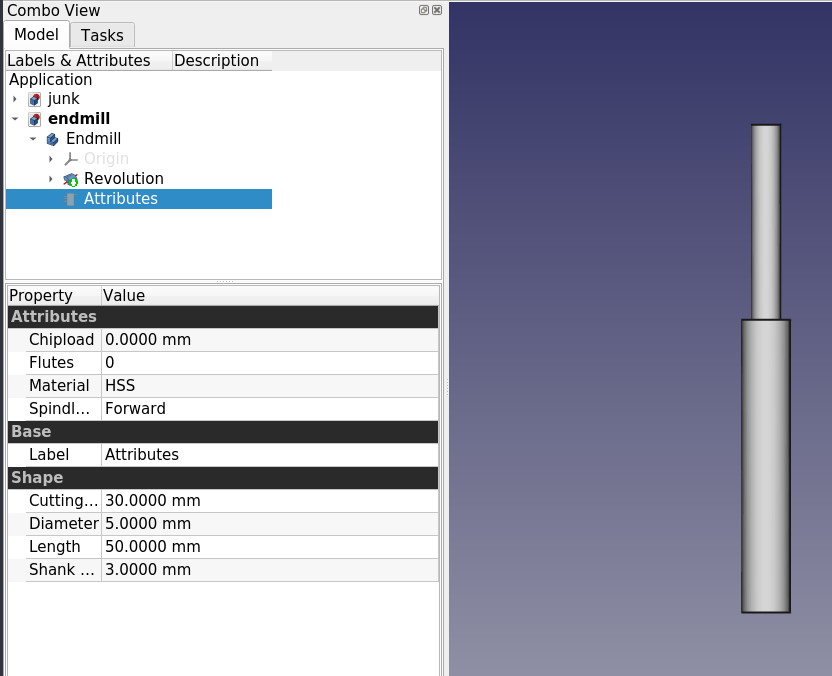 Combo View
Model Tasks
Labels & Attributes Description
Application
junk
endmill
Endmill
Origin
Revolution
Attributes
Property Value
Attributes
Chipload 0.0000 mm
Flutes 0
Material HSS
Spindl... Forward
Base
Label Attributes
Shape
Cutting... 30.0000 mm
Diameter 5.0000 mm
Length 50.0000 mm
Shank ... 3.0000 mm